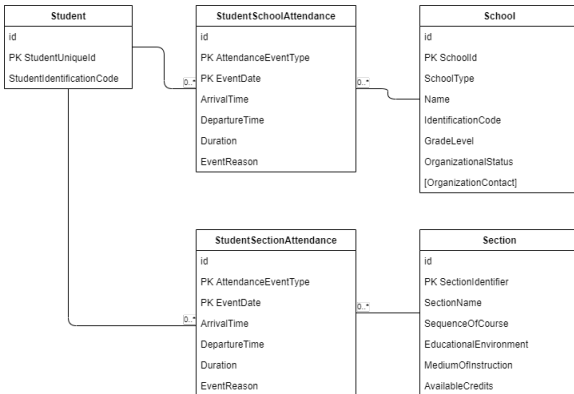 Student
id
PK StudentUniqueId
StudentIdentificationCode
StudentSchoolAttendance
id
PK AttendanceEventType
PK EventDate
ArrivalTime
DepartureTime
Duration
EventReason
School
id
PK SchoolId
SchoolType
Name
IdentificationCode
GradeLevel
OrganizationalStatus
[OrganizationContact]
0..*
0..*
StudentSectionAttendance
id
PK AttendanceEventType
PK EventDate
ArrivalTime
DepartureTime
Duration
EventReason
Section
id
PK SectionIdentifier
SectionName
SequenceOfCourse
EducationalEnvironment
MediumOfInstruction
AvailableCredits
0..*
0..*